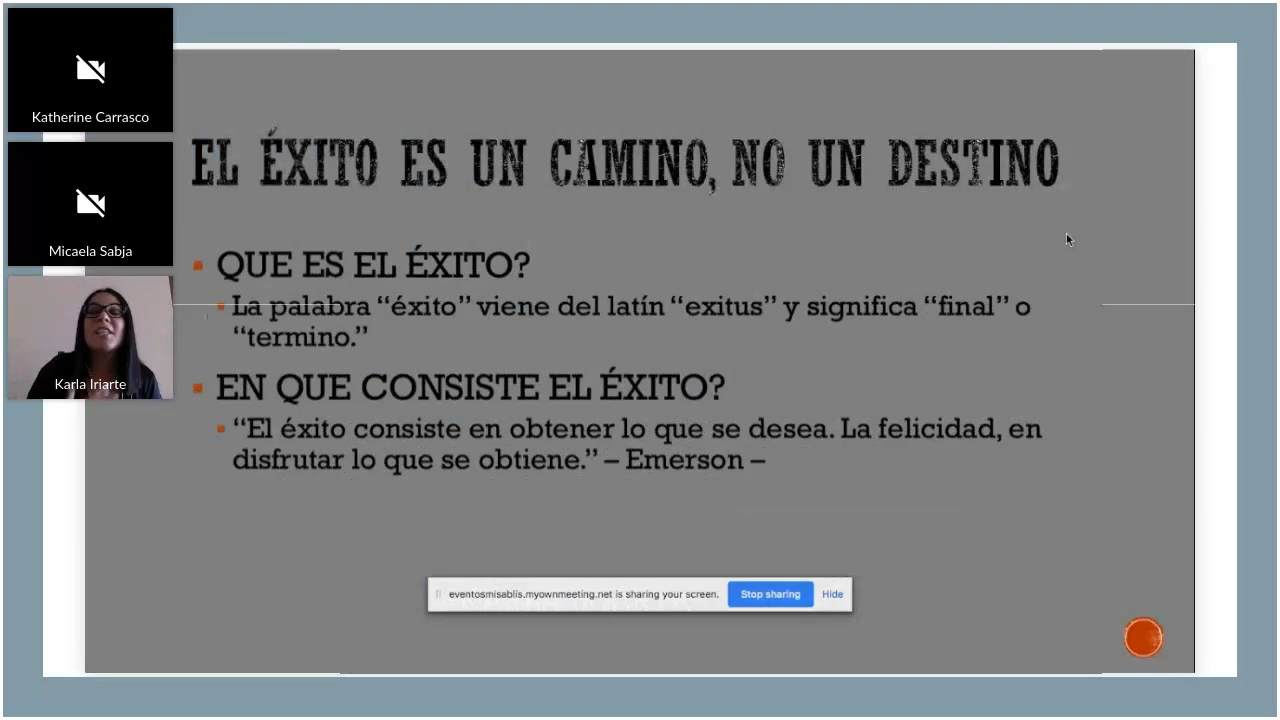 Katherine Carrasco
Micaela Sabja
Karla Iriarte
EL ÉXITO ES UN CAMINO, NO UN DESTINO
QUE ES EL ÉXITO?
La palabra “éxito” viene del latín “exitus” y significa “final” o
“termino.”
EN QUE CONSISTE EL ÉXITO?
“El éxito consiste en obtener lo que se desea. La felicidad, en
disfrutar lo que se obtiene.” – Emerson –
eventosmisablis.myownmeeting.net is sharing your screen. Stop sharing Hide